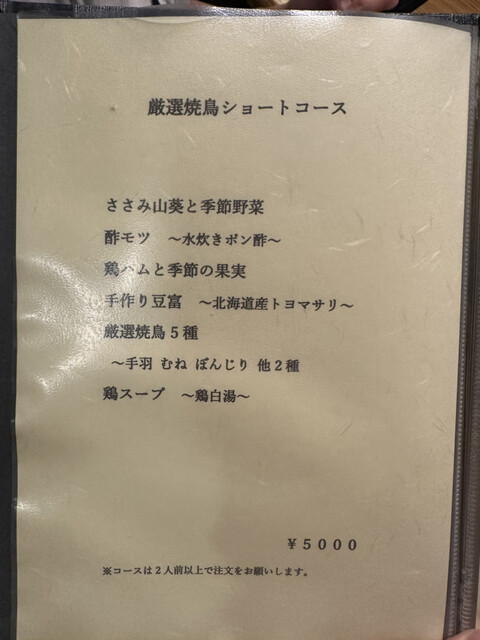 厳選焼鳥ショートコース
ささみ山葵と季節野菜
酢モツ　～水炊きポン酢～
鶏ハムと季節の果実
手作り豆富　～北海道産トヨマサリ～
厳選焼鳥５種
～手羽 むね ぼんじり 他２種
鶏スープ　～鶏白湯～
￥５０００
※コースは２人前以上で注文をお願いします。